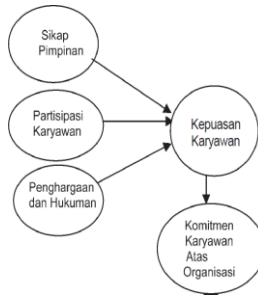 Sikap
Pimpinan
Partisipasi
Karyawan
Penghargaan
dan Hukuman
Kepuasan
Karyawan
Komitmen
Karyawan
Atas
Organisasi